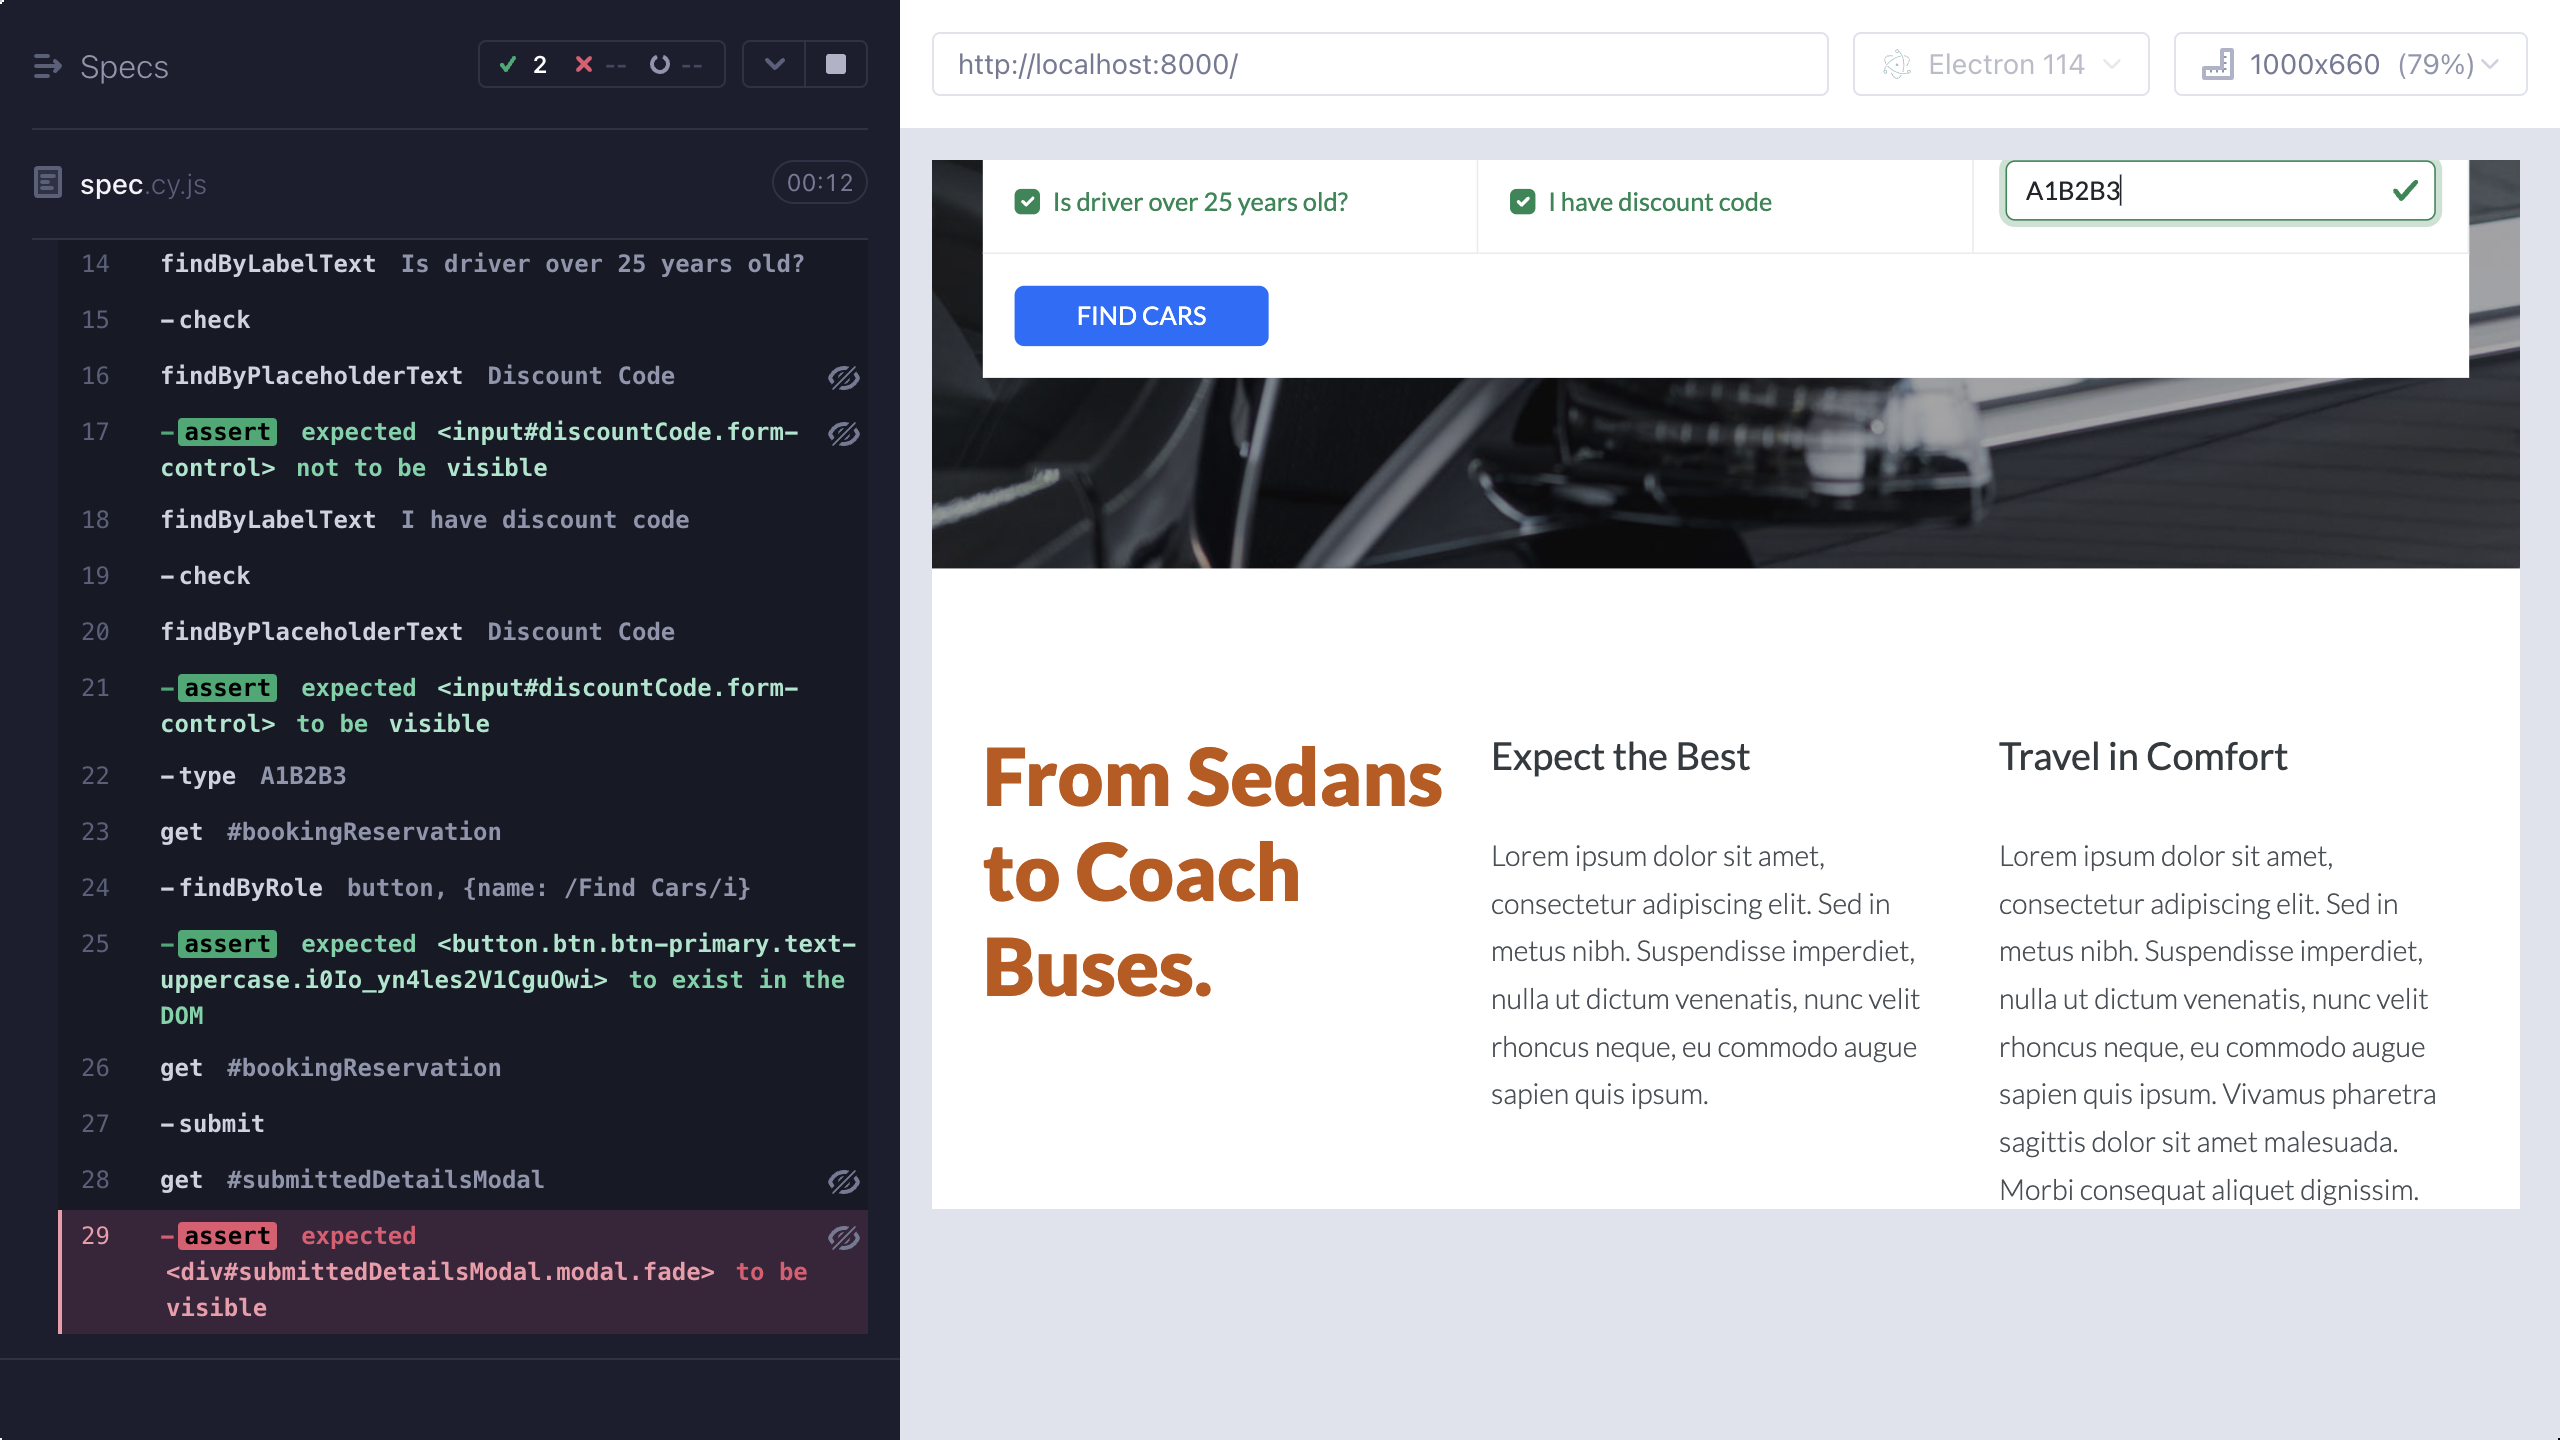 Specs
2 -- --
spec.cy.js
00:12
14 findByLabelText Is driver over 25 years old?
15 -check
16 findByPlaceholderText Discount Code
17 -assert expected <input#discountCode.form-
control> not to be visible
18 findByLabelText I have discount code
19 -check
20 findByPlaceholderText Discount Code
21 -assert expected <input#discountCode.form-
control> to be visible
22 -type A1B2B3
23 get #bookingReservation
24 -findByRole button, {name: /Find Cars/i}
25 -assert expected <button.btn.btn-primary.text-
uppercase.i0Io_yn4les2V1CguOwi> to exist in the
DOM
26 get #bookingReservation
27 -submit
28 get #submittedDetailsModal
29 -assert expected
<div#submittedDetailsModal.modal.fade> to be
visible
http://localhost:8000/
Electron 114
1000x660 (79%)
Is driver over 25 years old?
I have discount code
A1B2B3
FIND CARS
From Sedans
to Coach
Buses.
Expect the Best
Lorem ipsum dolor sit amet,
consectetur adipiscing elit. Sed in
metus nibh. Suspendisse imperdiet,
nulla ut dictum venenatis, nunc velit
rhoncus neque, eu commodo augue
sapien quis ipsum.
Travel in Comfort
Lorem ipsum dolor sit amet,
consectetur adipiscing elit. Sed in
metus nibh. Suspendisse imperdiet,
nulla ut dictum venenatis, nunc velit
rhoncus neque, eu commodo augue
sapien quis ipsum. Vivamus pharetra
sagittis dolor sit amet malesuada.
Morbi consequat aliquet dignissim.